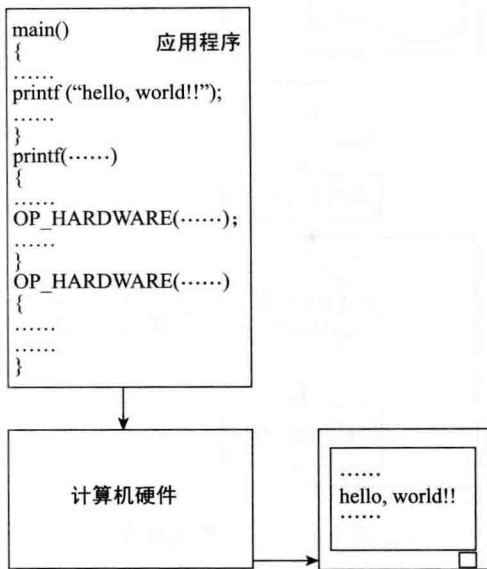 main()
应用程序
{
……
printf (“hello, world!!”);
……
}
printf(……)
{
……
OP_HARDWARE(……);
……
}
OP_HARDWARE(……)
{
……
……
}
计算机硬件
……
hello, world!!
……